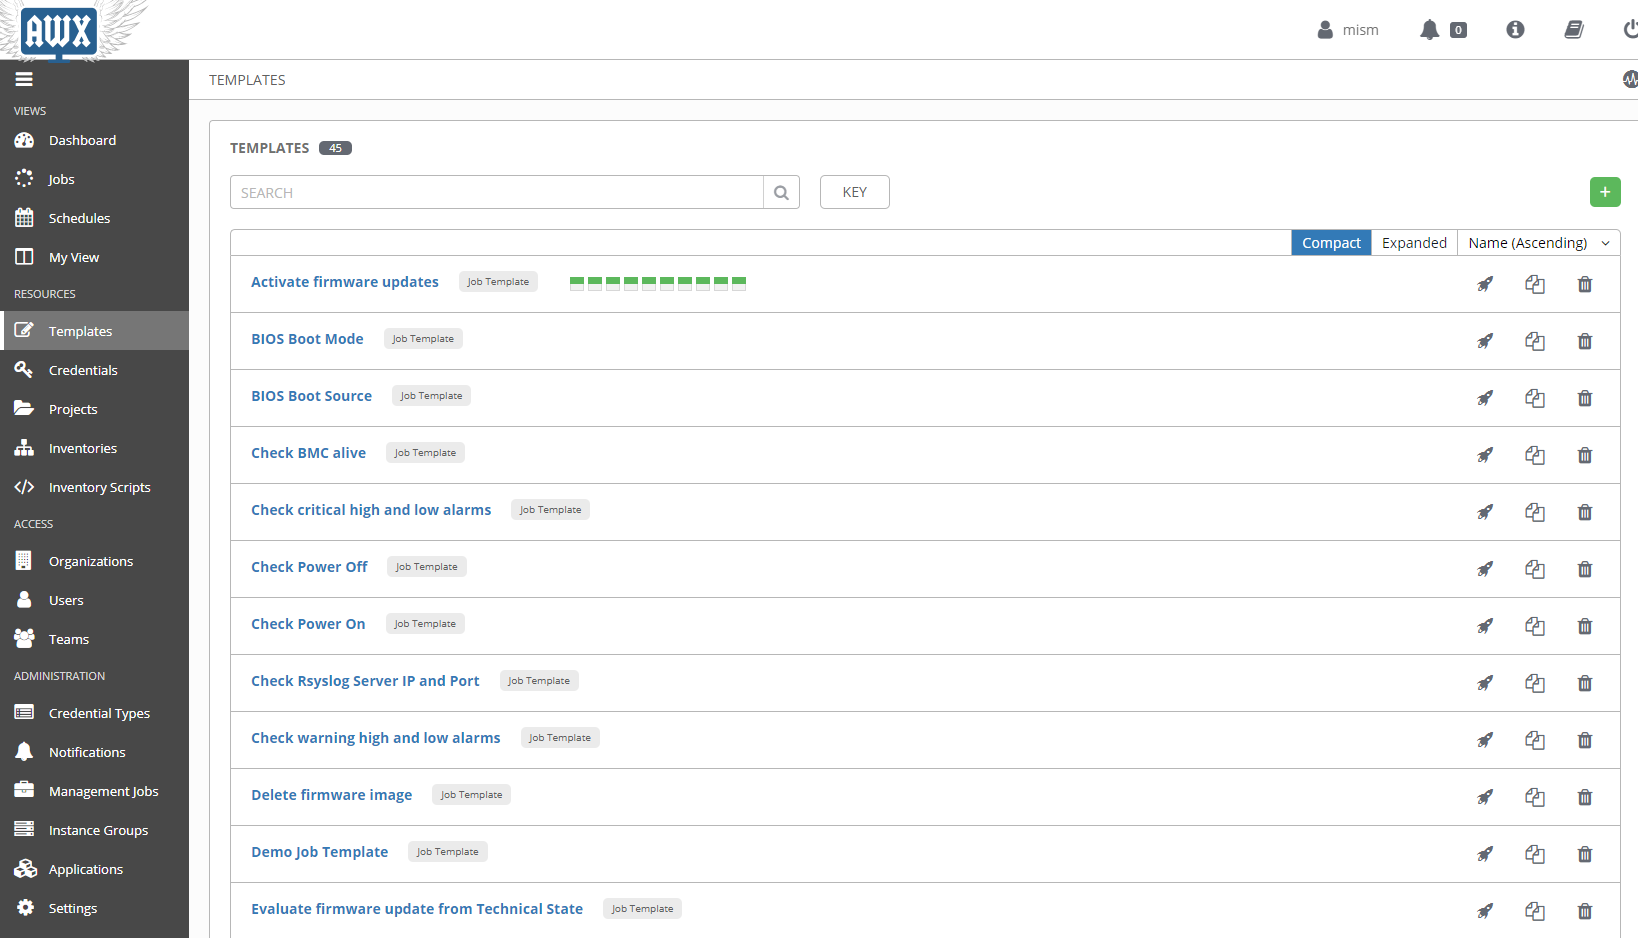 AWX
mism
0
TEMPLATES
VIEWS
Dashboard
Jobs
Schedules
My View
RESOURCES
Templates
Credentials
Projects
Inventories
Inventory Scripts
ACCESS
Organizations
Users
Teams
ADMINISTRATION
Credential Types
Notifications
Management Jobs
Instance Groups
Applications
Settings
TEMPLATES 45
SEARCH
KEY
+
Compact Expanded Name (Ascending)
Activate firmware updates Job Template
BIOS Boot Mode Job Template
BIOS Boot Source Job Template
Check BMC alive Job Template
Check critical high and low alarms Job Template
Check Power Off Job Template
Check Power On Job Template
Check Rsyslog Server IP and Port Job Template
Check warning high and low alarms Job Template
Delete firmware image Job Template
Demo Job Template Job Template
Evaluate firmware update from Technical State Job Template